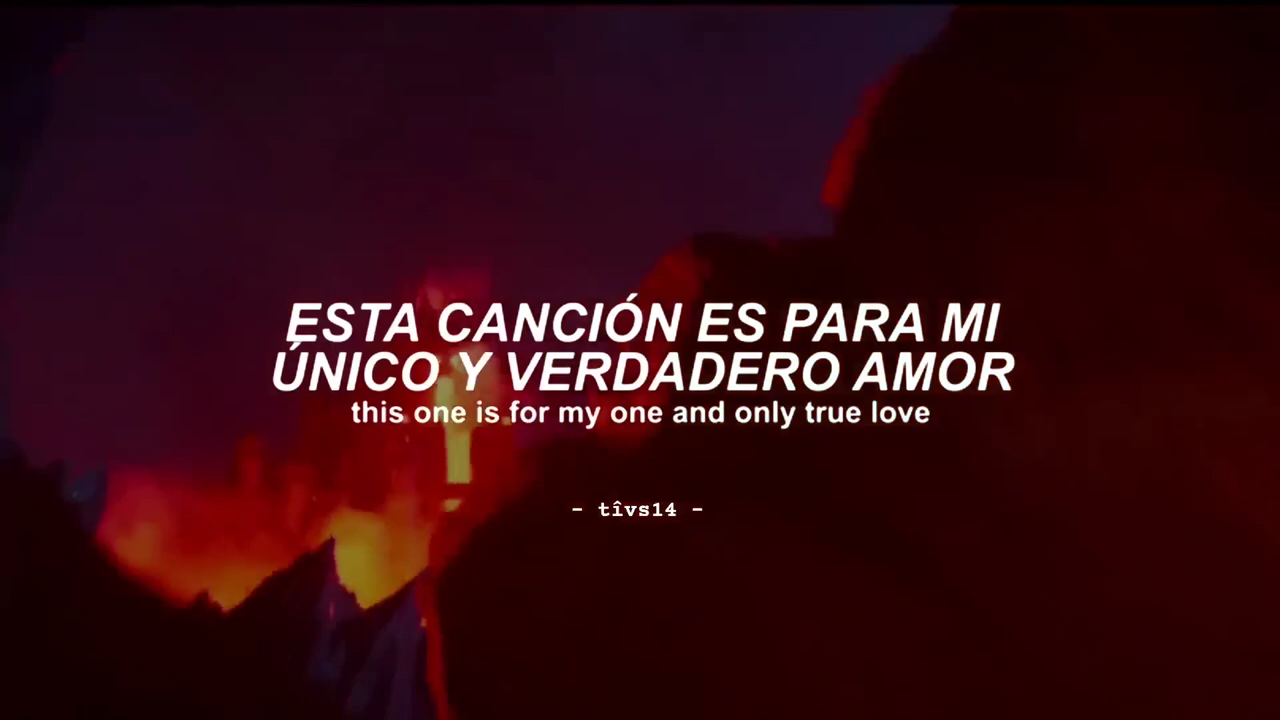 ESTA CANCIÓN ES PARA MI
ÚNICO Y VERDADERO AMOR
this one is for my one and only true love
- tîvs14 -